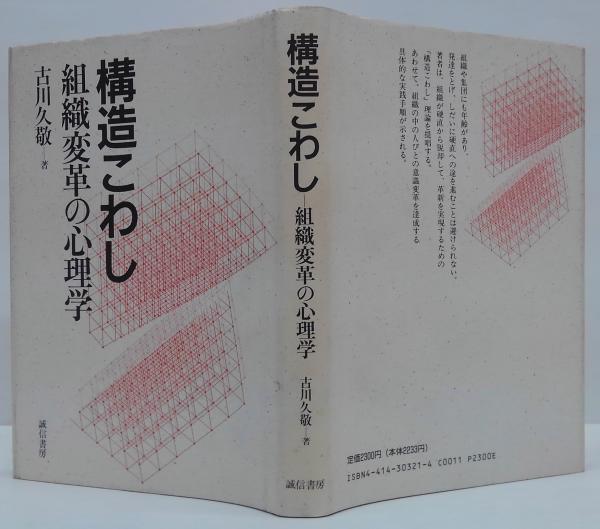 構造こわし
組織変革の心理学
古川久敬 著
誠信書房
構造こわし―組織変革の心理学
古川久敬―著
誠信書房
組織や集団にも年齢があり、
発達をとげ、しだいに硬直への途を進むことは避けられない。
著者は、組織が硬直から脱却して、革新を実現するための
「構造こわし」理論を提唱する。
あわせて、組織の中の人びとの意識変革を達成する
具体的な実践手順が示される。
定価2300円（本体2233円）
ISBN4-414-30321-4 C0011 P2300E